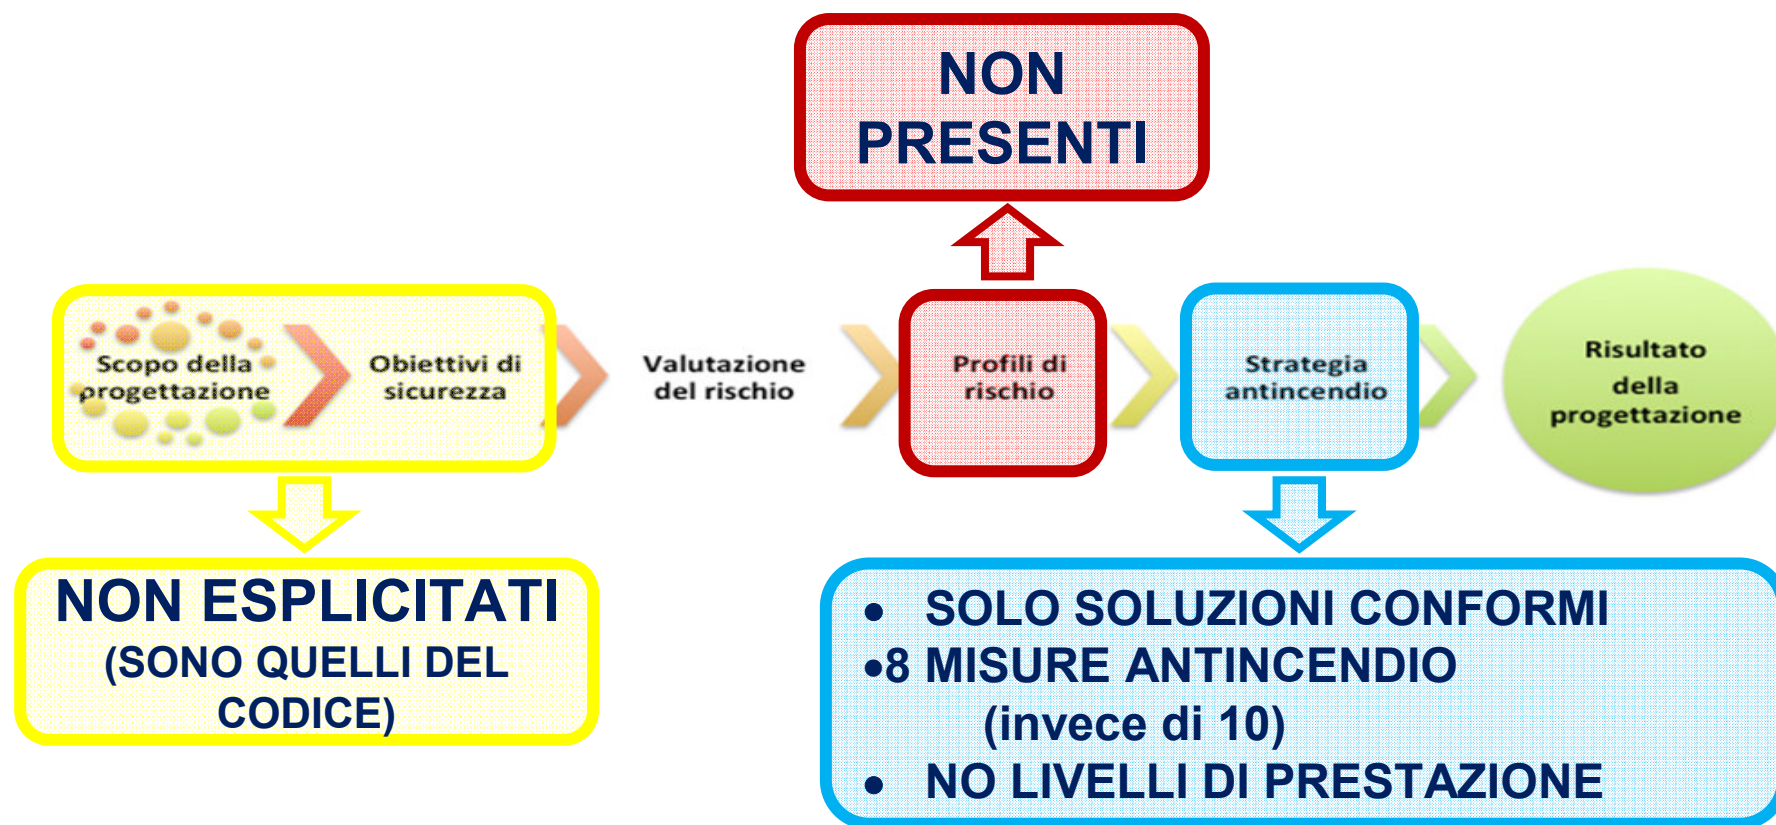 NON
PRESENTI
Scopo della
progettazione
Obiettivi di
sicurezza
Valutazione
del rischio
Profili di
rischio
Strategia
antincendio
Risultato
della
progettazione
NON ESPLICITATI
(SONO QUELLI DEL
CODICE)
• SOLO SOLUZIONI CONFORMI
•8 MISURE ANTINCENDIO
(invece di 10)
• NO LIVELLI DI PRESTAZIONE